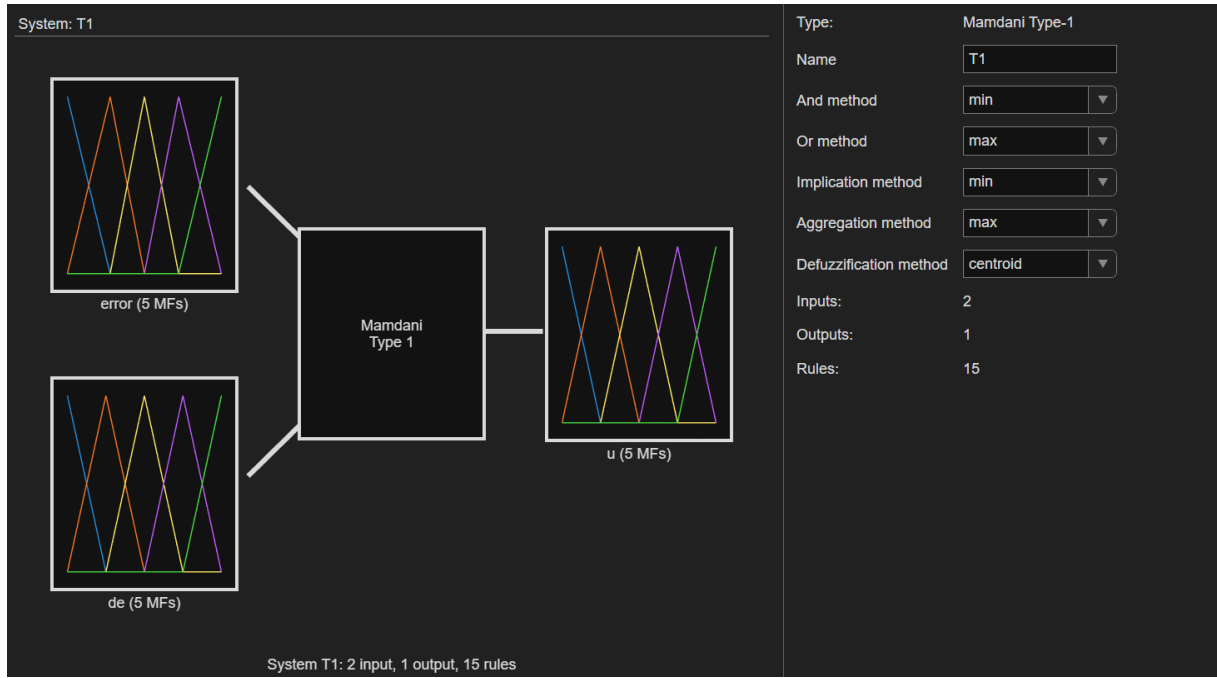 System: T1
error (5 MFs)
de (5 MFs)
Mamdani
Type 1
u (5 MFs)
System T1: 2 input, 1 output, 15 rules
Type: Mamdani Type-1
Name T1
And method min
Or method max
Implication method min
Aggregation method max
Defuzzification method centroid
Inputs: 2
Outputs: 1
Rules: 15